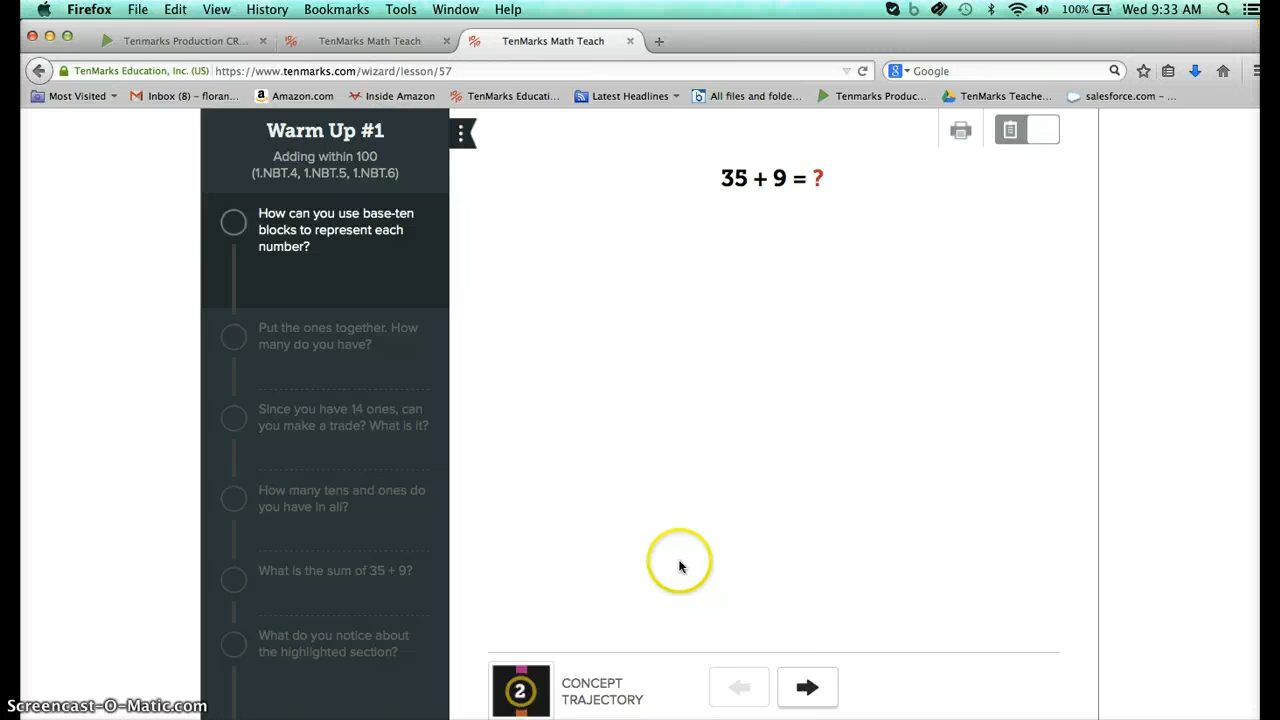 Firefox File Edit View History Bookmarks Tools Window Help 100% Wed 9:33 AM
Tenmarks Production CR... TenMarks Math Teach TenMarks Math Teach
TenMarks Education, Inc. (US) https://www.tenmarks.com/wizard/lesson/57 Google
Most Visited Inbox (8) – floran... Amazon.com Inside Amazon TenMarks Educati... Latest Headlines All files and folde... Tenmarks Produc... TenMarks Teache... salesforce.com – ...
Warm Up #1
Adding within 100
(1.NBT.4, 1.NBT.5, 1.NBT.6)
How can you use base-ten
blocks to represent each
number?
Put the ones together. How
many do you have?
Since you have 14 ones, can
you make a trade? What is it?
How many tens and ones do
you have in all?
What is the sum of 35 + 9?
What do you notice about
the highlighted section?
35 + 9 = ?
2
CONCEPT
TRAJECTORY
Screencast-O-Matic.com